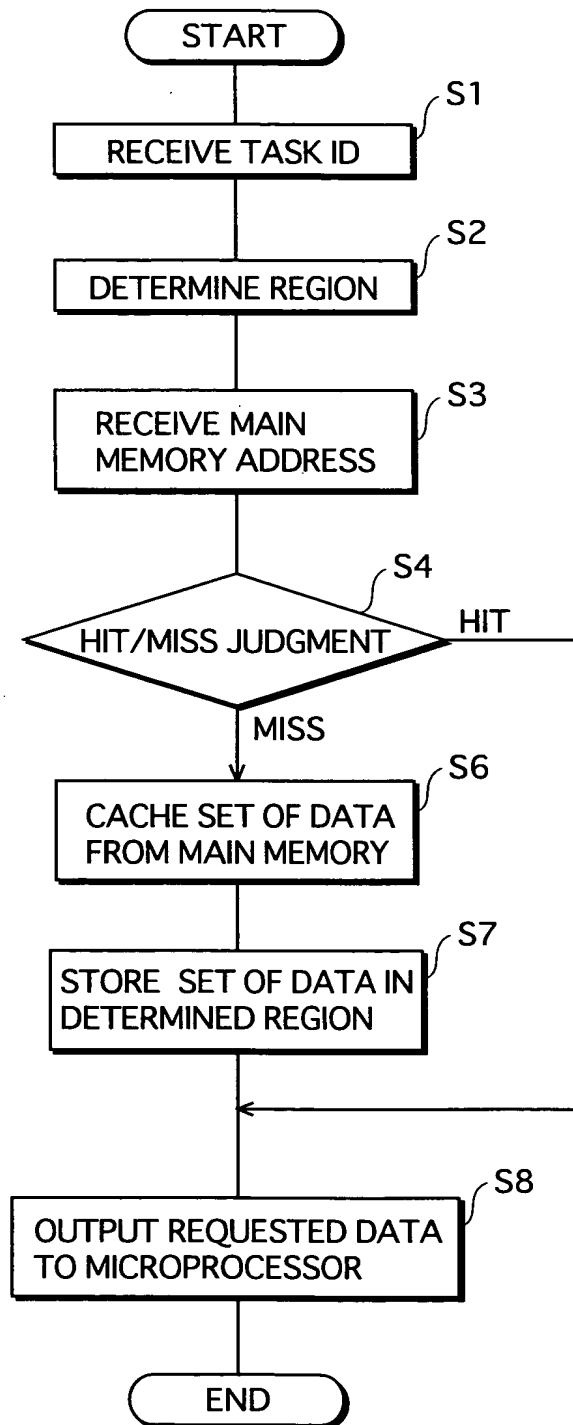 START
S1
RECEIVE TASK ID
S2
DETERMINE REGION
S3
RECEIVE MAIN
MEMORY ADDRESS
S4
HIT/MISS JUDGMENT
HIT
MISS
S6
CACHE SET OF DATA
FROM MAIN MEMORY
S7
STORE SET OF DATA IN
DETERMINED REGION
S8
OUTPUT REQUESTED DATA
TO MICROPROCESSOR
END